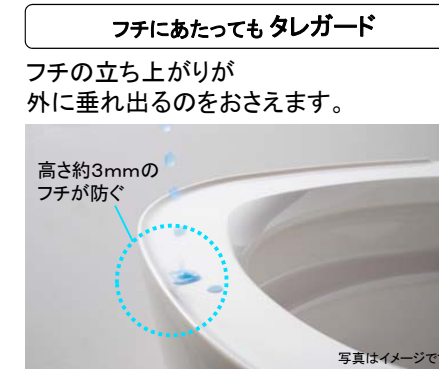 フチにあたっても タレガード
フチの立ち上がりが
外に垂れ出るのをおさえます。
高さ約3mmの
フチが防ぐ
写真はイメージで